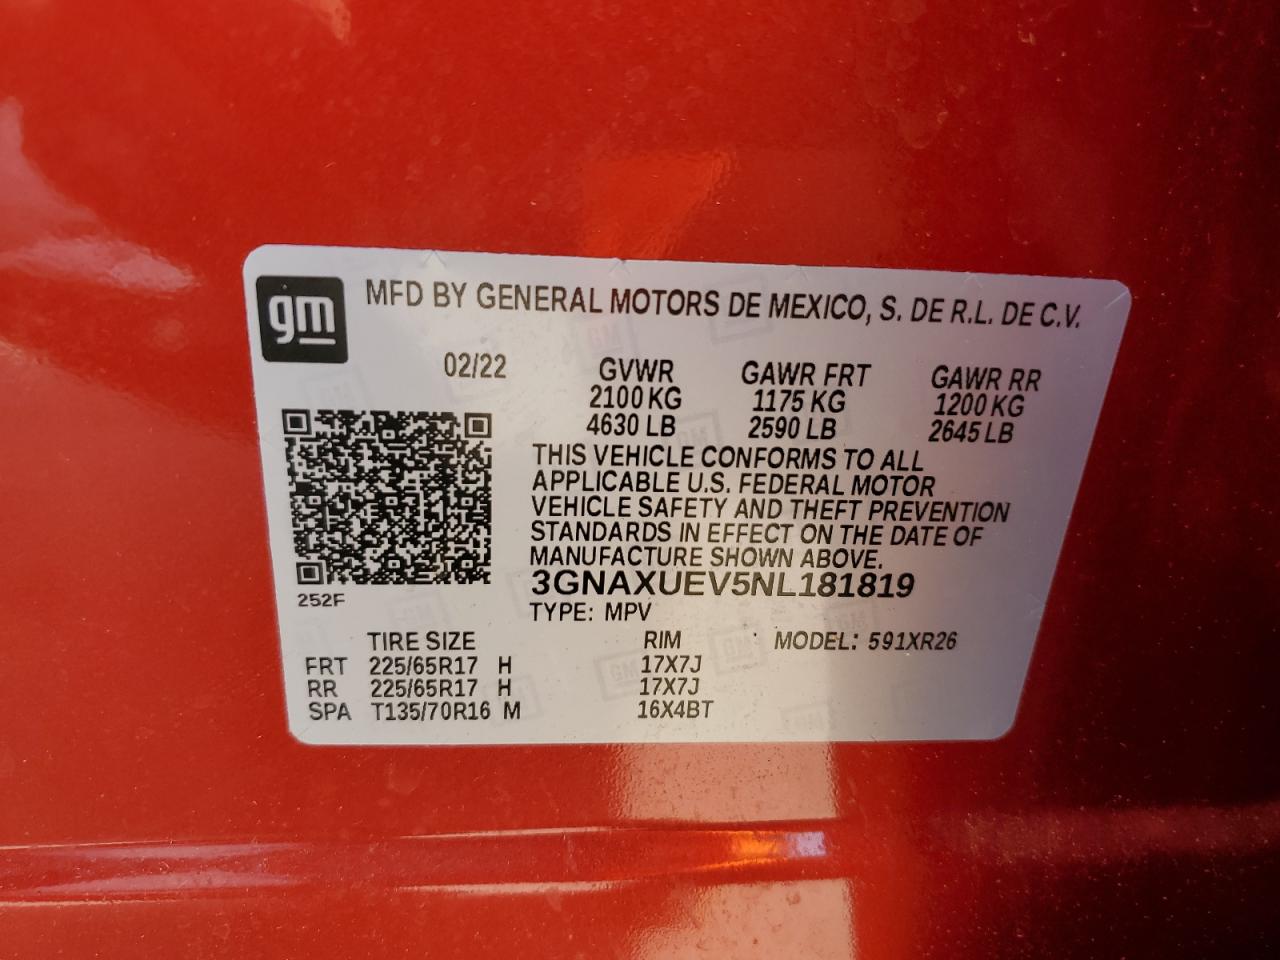 gm MFD BY GENERAL MOTORS DE MEXICO, S. DE R.L. DE C.V.
02/22 GVWR GAWR FRT GAWR RR
2100 KG 1175 KG 1200 KG
4630 LB 2590 LB 2645 LB
THIS VEHICLE CONFORMS TO ALL
APPLICABLE U.S. FEDERAL MOTOR
VEHICLE SAFETY AND THEFT PREVENTION
STANDARDS IN EFFECT ON THE DATE OF
MANUFACTURE SHOWN ABOVE.
3GNAXUEV5NL181819
252F
TYPE: MPV
TIRE SIZE RIM MODEL: 591XR26
FRT 225/65R17 H 17X7J
RR 225/65R17 H 17X7J
SPA T135/70R16 M 16X4BT